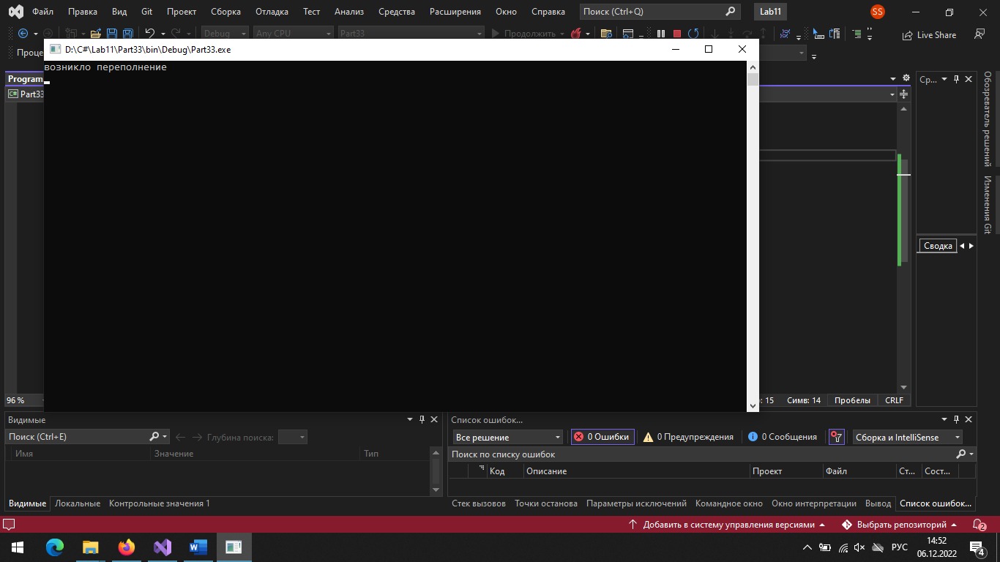 Файл Правка Вид Git Проект Сборка Отладка Тест Анализ Средства Расширения Окно Справка Поиск (Ctrl+Q) Lab11 SS
Debug Any CPU Part33 Продолжить Live Share
D:\C#\Lab11\Part33\bin\Debug\Part33.exe
Проце
возникло переполнение
Program
Ср...
C# Part33
Обозреватель решений
Изменения Git
Сводка
96 % : 15 Симв: 14 Пробелы CRLF
Видимые
Поиск (Ctrl+E) Глубина поиска:
Имя Значение Тип
Видимые Локальные Контрольные значения 1
Список ошибок...
Все решение 0 Ошибки 0 Предупреждения 0 Сообщения Сборка и IntelliSense
Поиск по списку ошибок
Код Описание Проект Файл Ст... Сост...
Стек вызовов Точки останова Параметры исключений Командное окно Окно интерпретации Вывод Список ошибок...
Добавить в систему управления версиями Выбрать репозиторий 2
РУС 14:52
06.12.2022 4